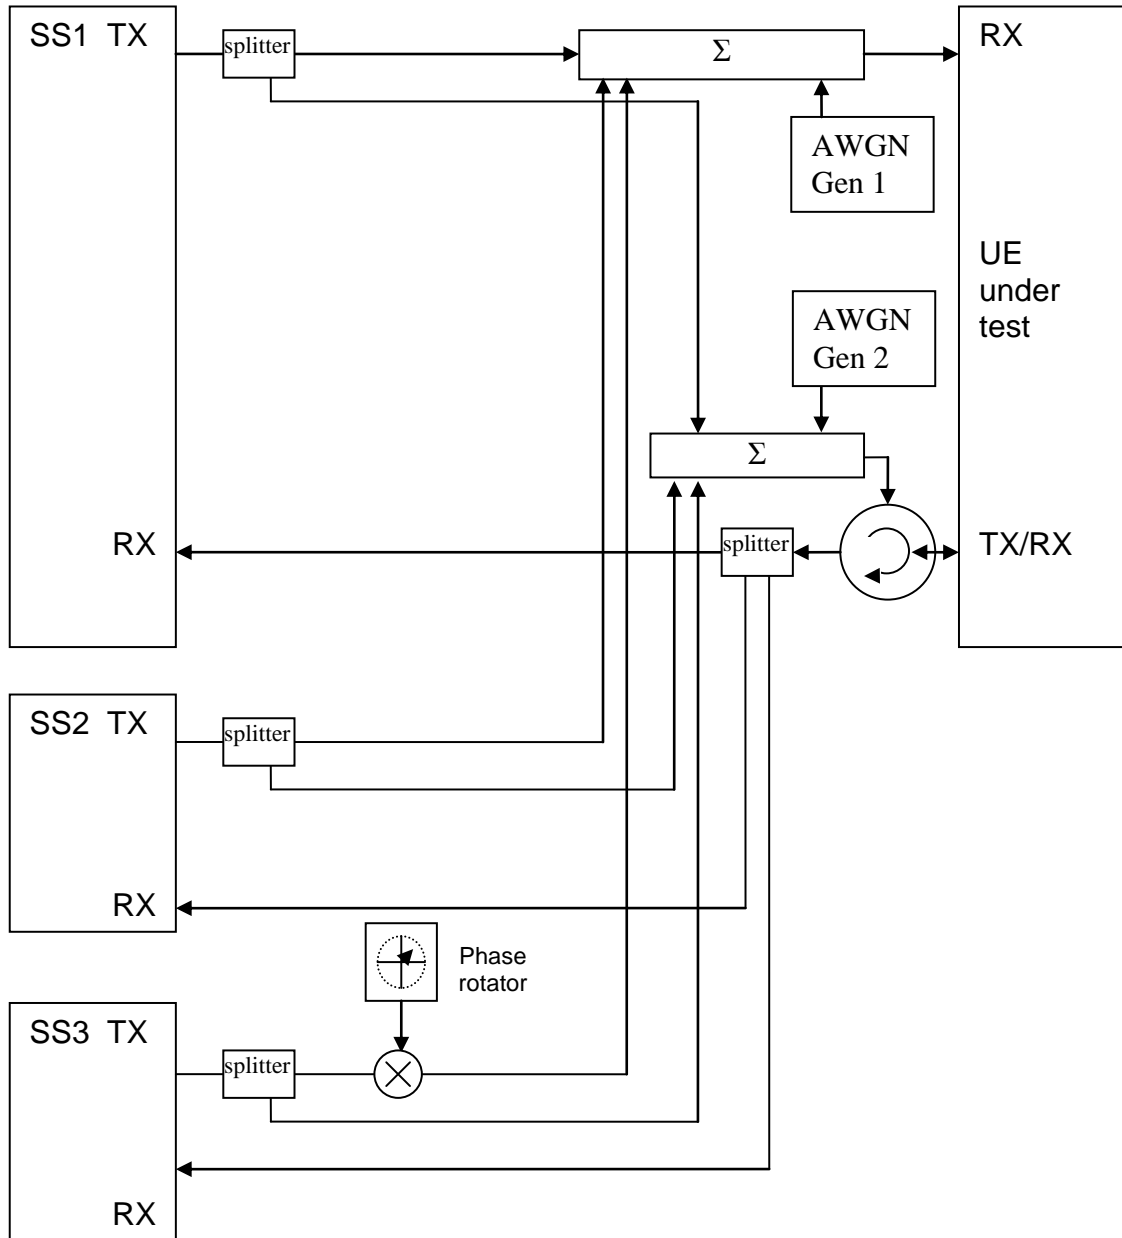 SS1 TX
splitter
Σ
RX
AWGN
Gen 1
UE
under
test
AWGN
Gen 2
Σ
RX
splitter
TX/RX
SS2 TX
splitter
RX
Phase
rotator
SS3 TX
splitter
RX